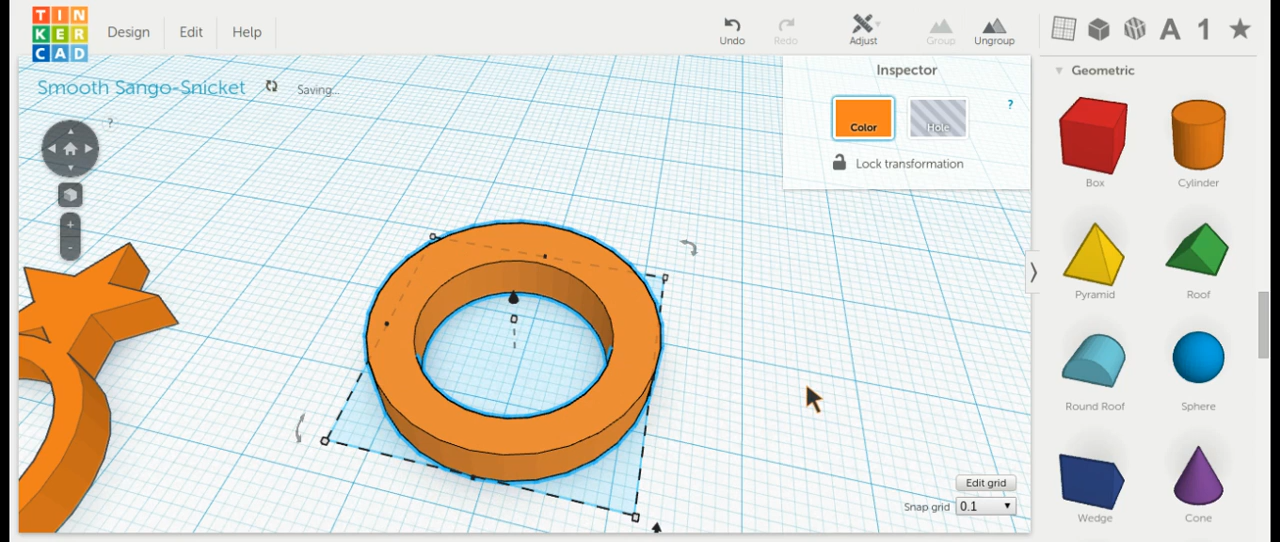 TIN
KER
CAD
Design
Edit
Help
Undo
Redo
Adjust
Group
Ungroup
A
1
Smooth Sango-Snicket
Saving...
?
Inspector
?
Color
Hole
Lock transformation
+
-
Geometric
Box
Cylinder
Pyramid
Roof
Round Roof
Sphere
Wedge
Cone
Edit grid
Snap grid 0.1